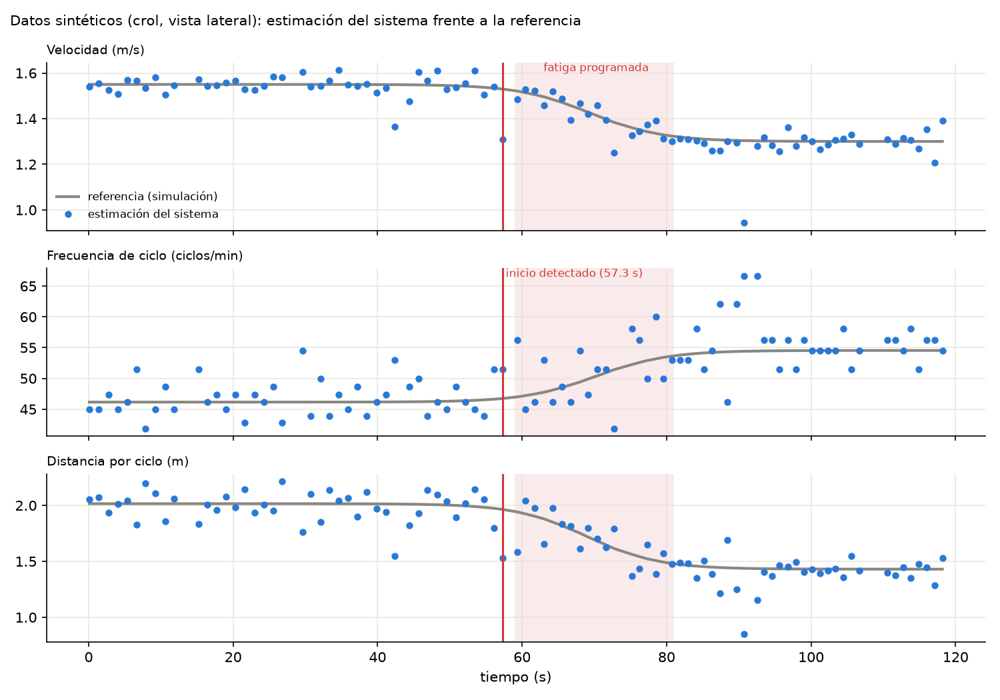 Datos sintéticos (crol, vista lateral): estimación del sistema frente a la referencia
Velocidad (m/s)
fatiga programada
1.6
1.4
1.2
1.0
referencia (simulación)
estimación del sistema
Frecuencia de ciclo (ciclos/min)
inicio detectado (57.3 s)
65
60
55
50
45
Distancia por ciclo (m)
2.0
1.5
1.0
0 20 40 60 80 100 120
tiempo (s)